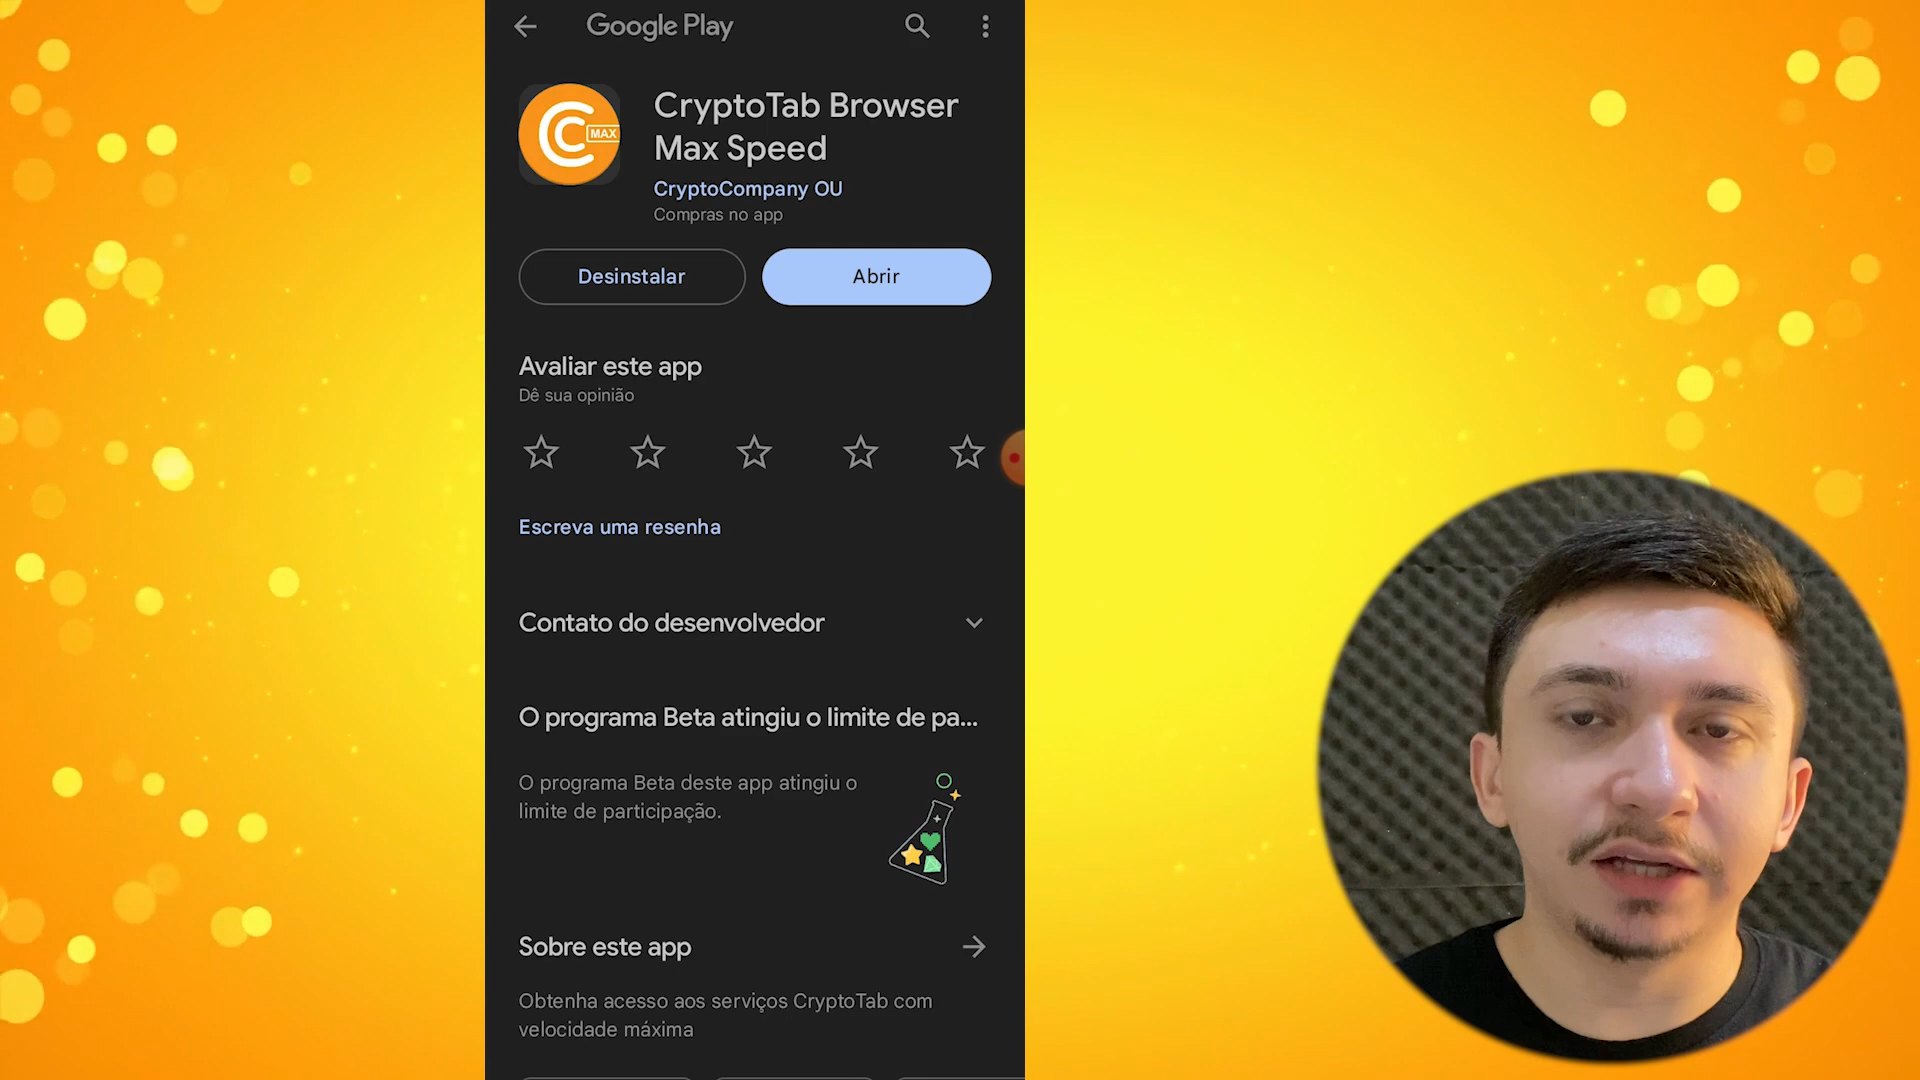 Google Play
CryptoTab Browser
Max Speed
MAX
CryptoCompany OU
Compras no app
Desinstalar
Abrir
Avaliar este app
Dê sua opinião
Escreva uma resenha
Contato do desenvolvedor
O programa Beta atingiu o limite de pa...
O programa Beta deste app atingiu o
limite de participação.
Sobre este app
Obtenha acesso aos serviços CryptoTab com
velocidade máxima